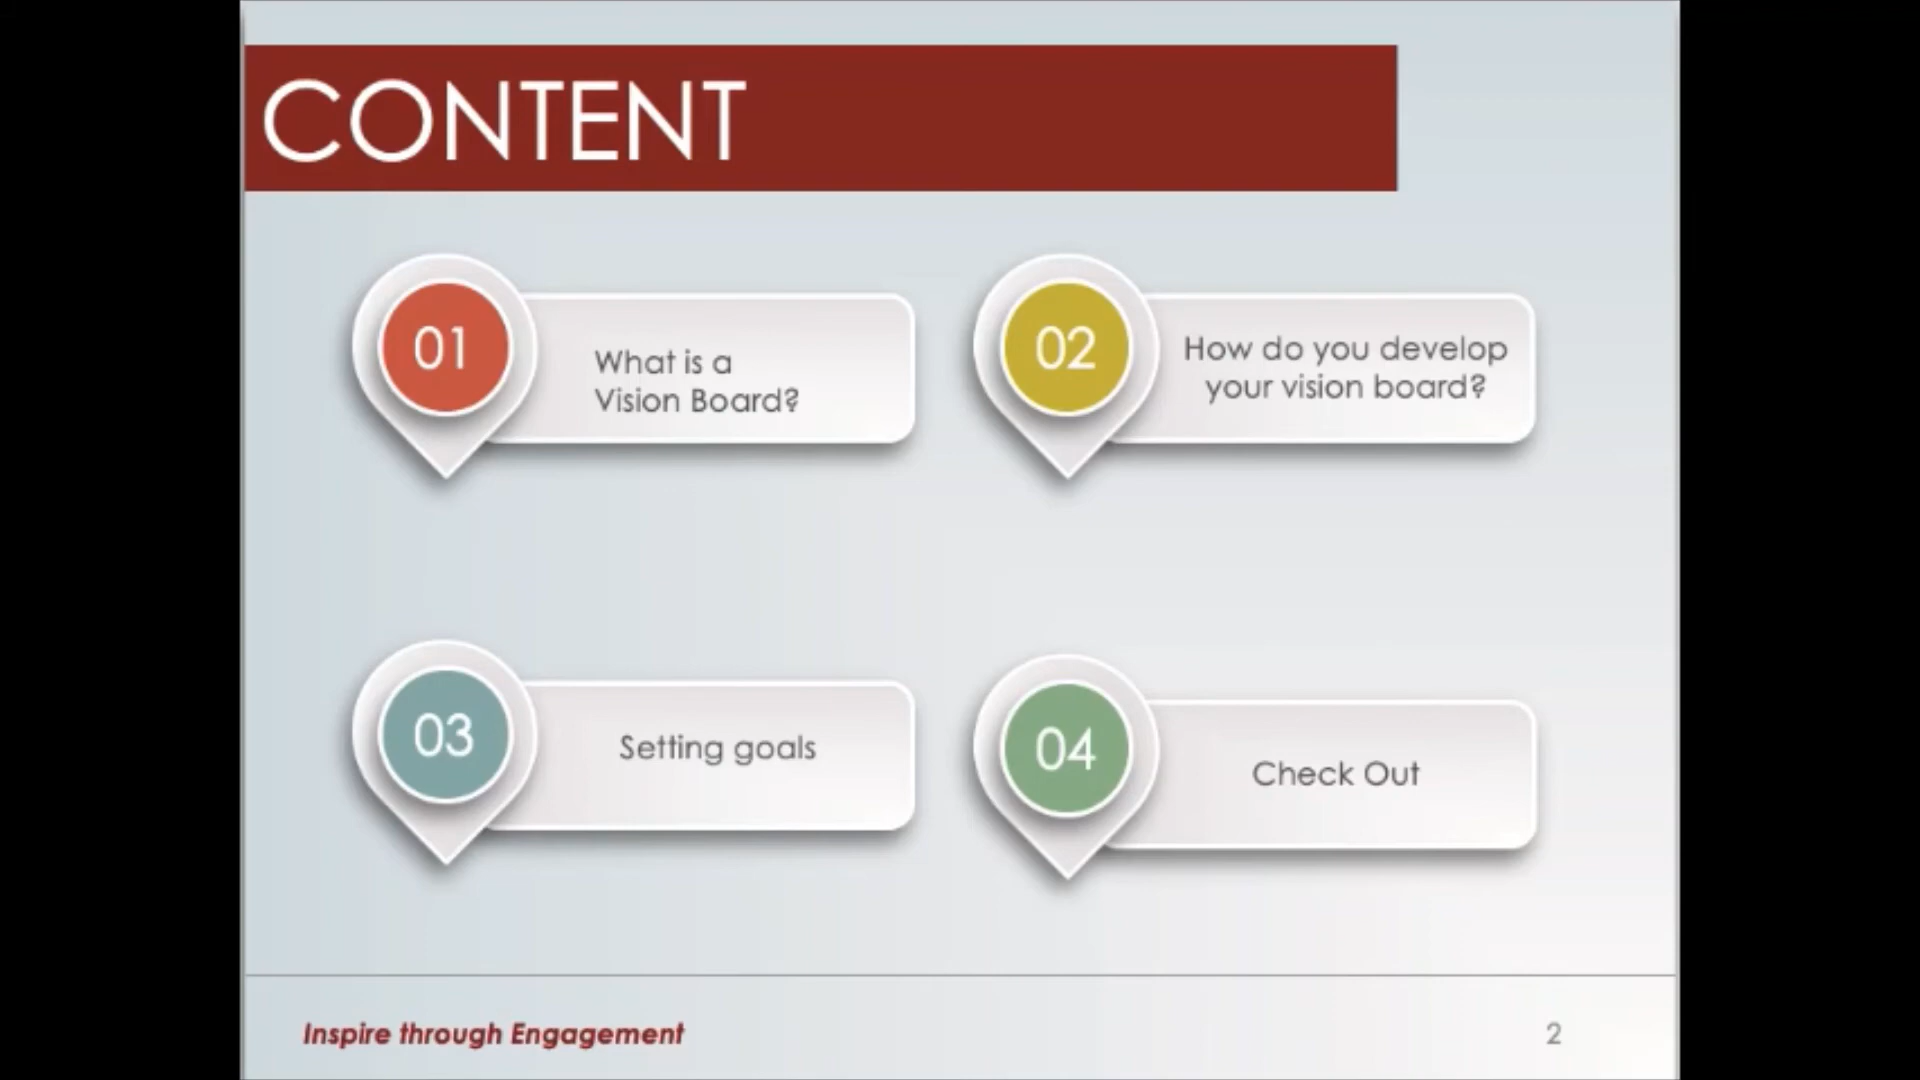 CONTENT
01
What is a
Vision Board?
02
How do you develop
your vision board?
03
Setting goals
04
Check Out
Inspire through Engagement
2